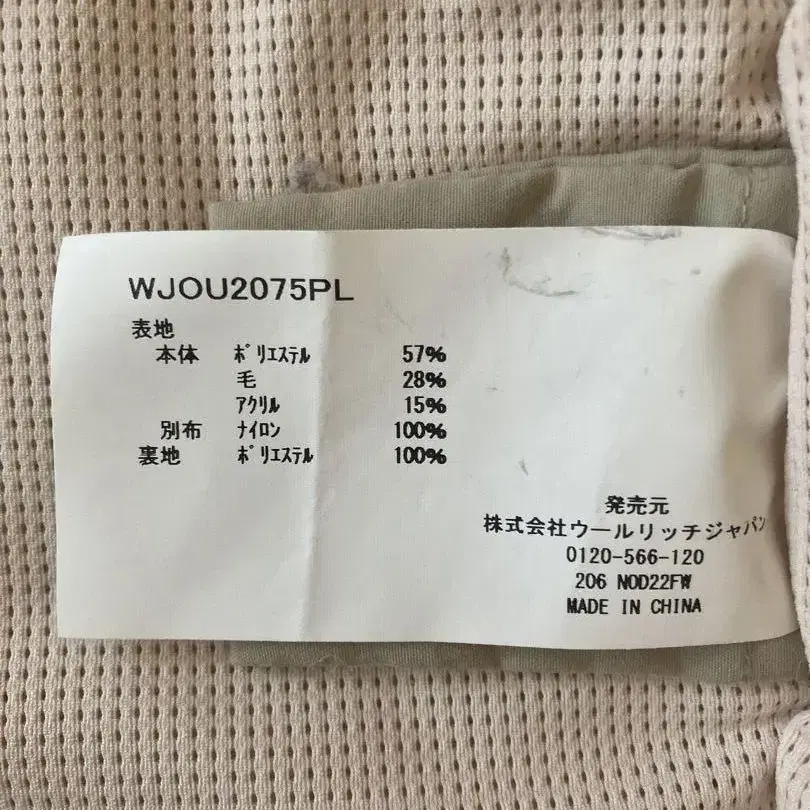 WJOU2075PL
表地
本体 ﾎﾟﾘｴｽﾃﾙ 57%
毛 28%
ｱｸﾘﾙ 15%
別布 ﾅｲﾛﾝ 100%
裏地 ﾎﾟﾘｴｽﾃﾙ 100%
発売元
株式会社ウールリッチジャパン
0120-566-120
206 NOD22FW
MADE IN CHINA